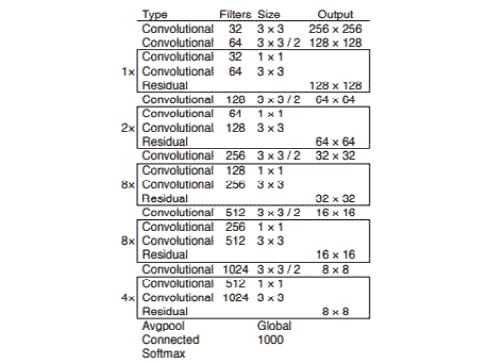 Type Filters Size Output
Convolutional 32 3 × 3 256 × 256
Convolutional 64 3 × 3 / 2 128 × 128
Convolutional 32 1 × 1
1× Convolutional 64 3 × 3
Residual 128 × 128
Convolutional 128 3 × 3 / 2 64 × 64
Convolutional 64 1 × 1
2× Convolutional 128 3 × 3
Residual 64 × 64
Convolutional 256 3 × 3 / 2 32 × 32
Convolutional 128 1 × 1
8× Convolutional 256 3 × 3
Residual 32 × 32
Convolutional 512 3 × 3 / 2 16 × 16
Convolutional 256 1 × 1
8× Convolutional 512 3 × 3
Residual 16 × 16
Convolutional 1024 3 × 3 / 2 8 × 8
Convolutional 512 1 × 1
4× Convolutional 1024 3 × 3
Residual 8 × 8
Avgpool Global
Connected 1000
Softmax